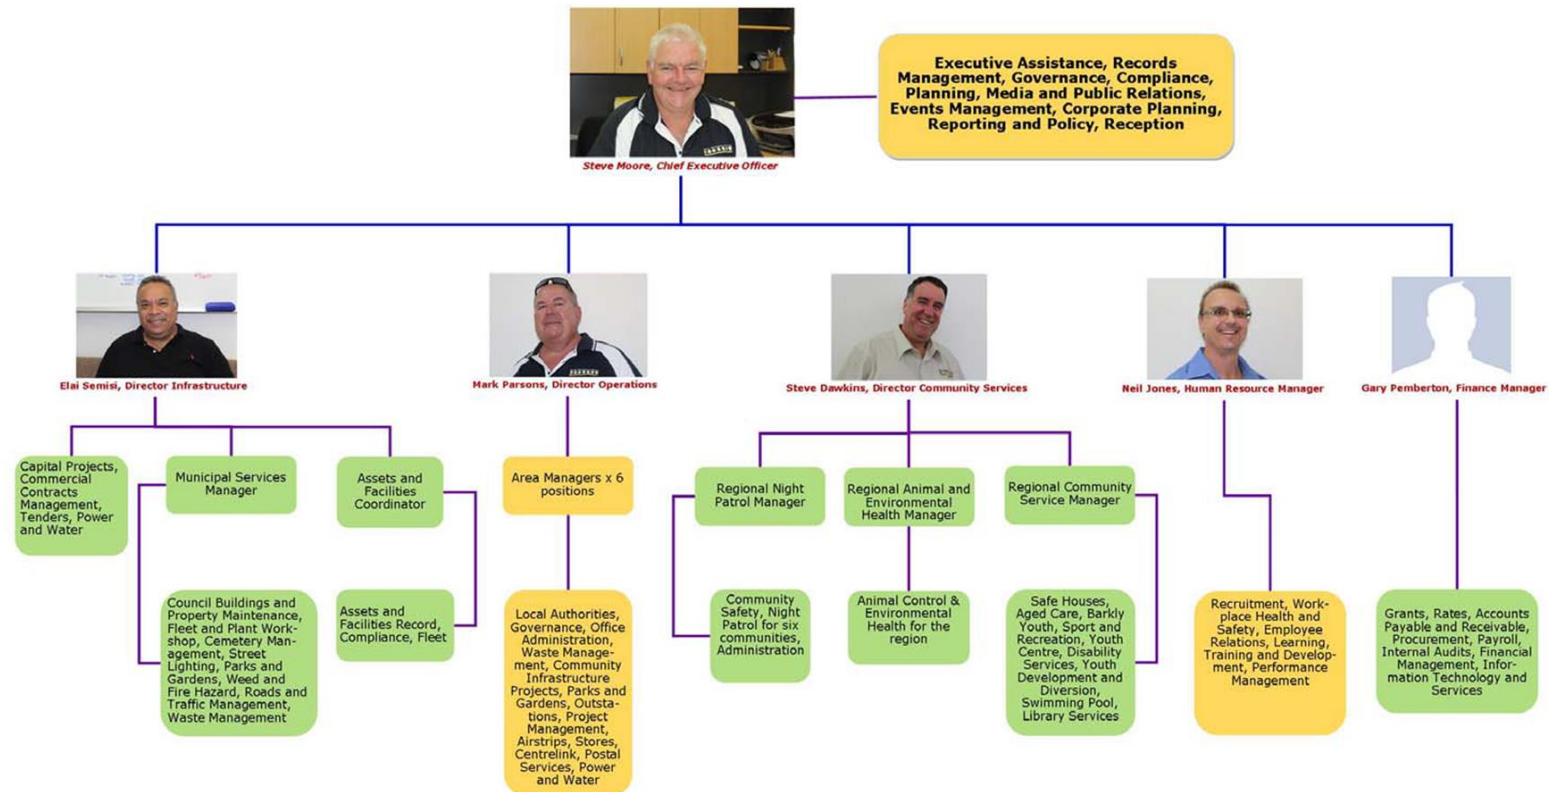 Executive Assistance, Records
Management, Governance, Compliance,
Planning, Media and Public Relations,
Events Management, Corporate Planning,
Reporting and Policy, Reception
Steve Moore, Chief Executive Officer
Elai Semisi, Director Infrastructure
Mark Parsons, Director Operations
Steve Dawkins, Director Community Services
Neil Jones, Human Resource Manager
Gary Pemberton, Finance Manager
Capital Projects,
Commercial
Contracts
Management,
Tenders, Power
and Water
Municipal Services
Manager
Assets and
Facilities
Coordinator
Area Managers x 6
positions
Regional Night
Patrol Manager
Regional Animal and
Environmental
Health Manager
Regional Community
Service Manager
Council Buildings and
Property Maintenance,
Fleet and Plant Work-
shop, Cemetery Man-
agement, Street
Lighting, Parks and
Gardens, Weed and
Fire Hazard, Roads and
Traffic Management,
Waste Management
Assets and
Facilities Record,
Compliance, Fleet
Local Authorities,
Governance, Office
Administration,
Waste Manage-
ment, Community
Infrastructure
Projects, Parks and
Gardens, Outsta-
tions, Project
Management,
Airstrips, Stores,
Centrelink, Postal
Services, Power
and Water
Community
Safety, Night
Patrol for six
communities,
Administration
Animal Control &
Environmental
Health for the
region
Safe Houses,
Aged Care, Barkly
Youth, Sport and
Recreation, Youth
Centre, Disability
Services, Youth
Development and
Diversion,
Swimming Pool,
Library Services
Recruitment, Work-
place Health and
Safety, Employee
Relations, Learning,
Training and Develop-
ment, Performance
Management
Grants, Rates, Accounts
Payable and Receivable,
Procurement, Payroll,
Internal Audits, Financial
Management, Infor-
mation Technology and
Services